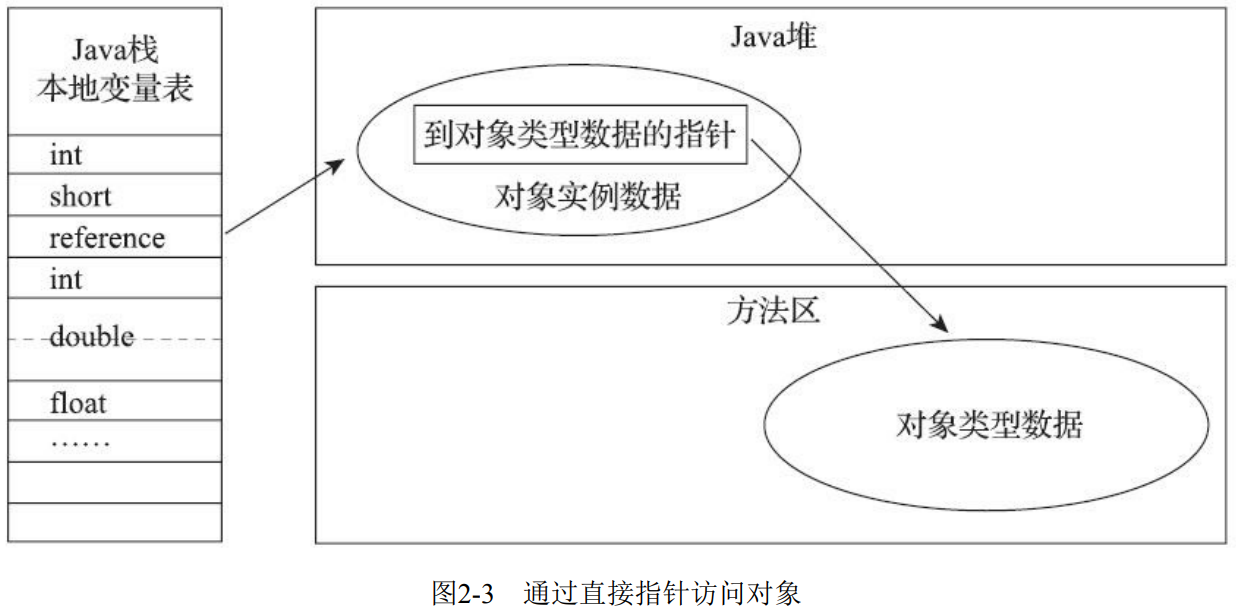 Java栈
本地变量表
int
short
reference
int
double
float
……
Java堆
到对象类型数据的指针
对象实例数据
方法区
对象类型数据
图2-3 通过直接指针访问对象